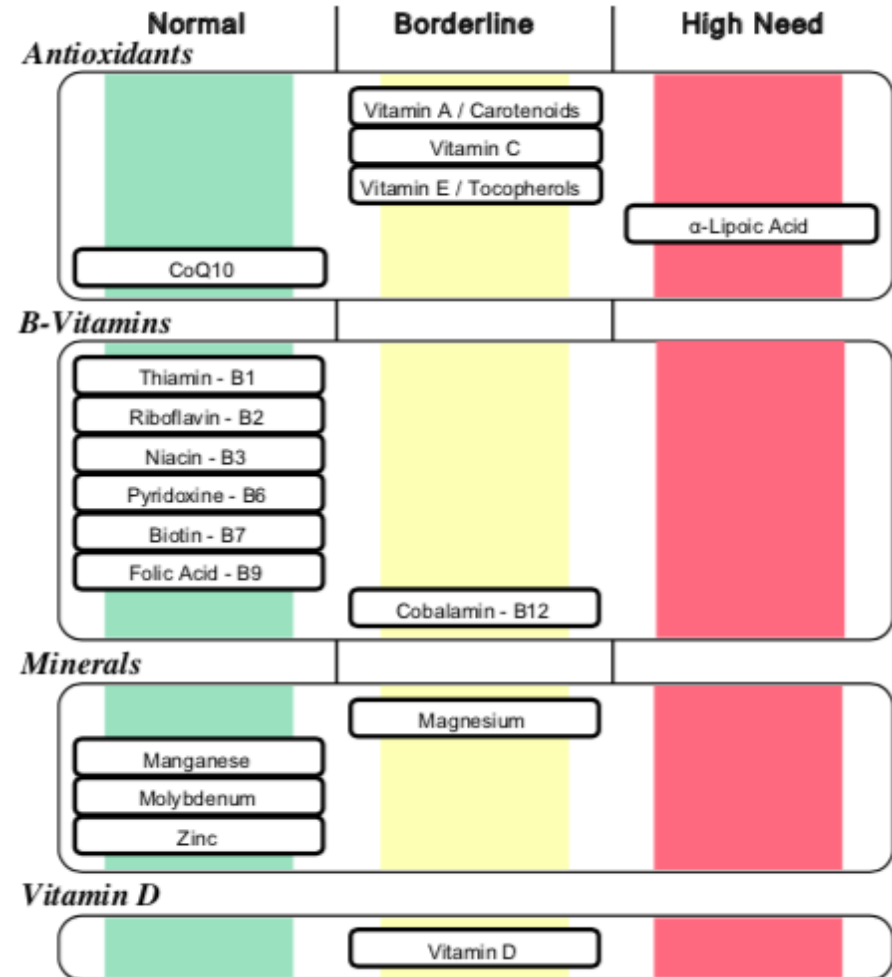 Normal Borderline High Need
Antioxidants
Vitamin A / Carotenoids
Vitamin C
Vitamin E / Tocopherols
α-Lipoic Acid
CoQ10
B-Vitamins
Thiamin - B1
Riboflavin - B2
Niacin - B3
Pyridoxine - B6
Biotin - B7
Folic Acid - B9
Cobalamin - B12
Minerals
Magnesium
Manganese
Molybdenum
Zinc
Vitamin D
Vitamin D